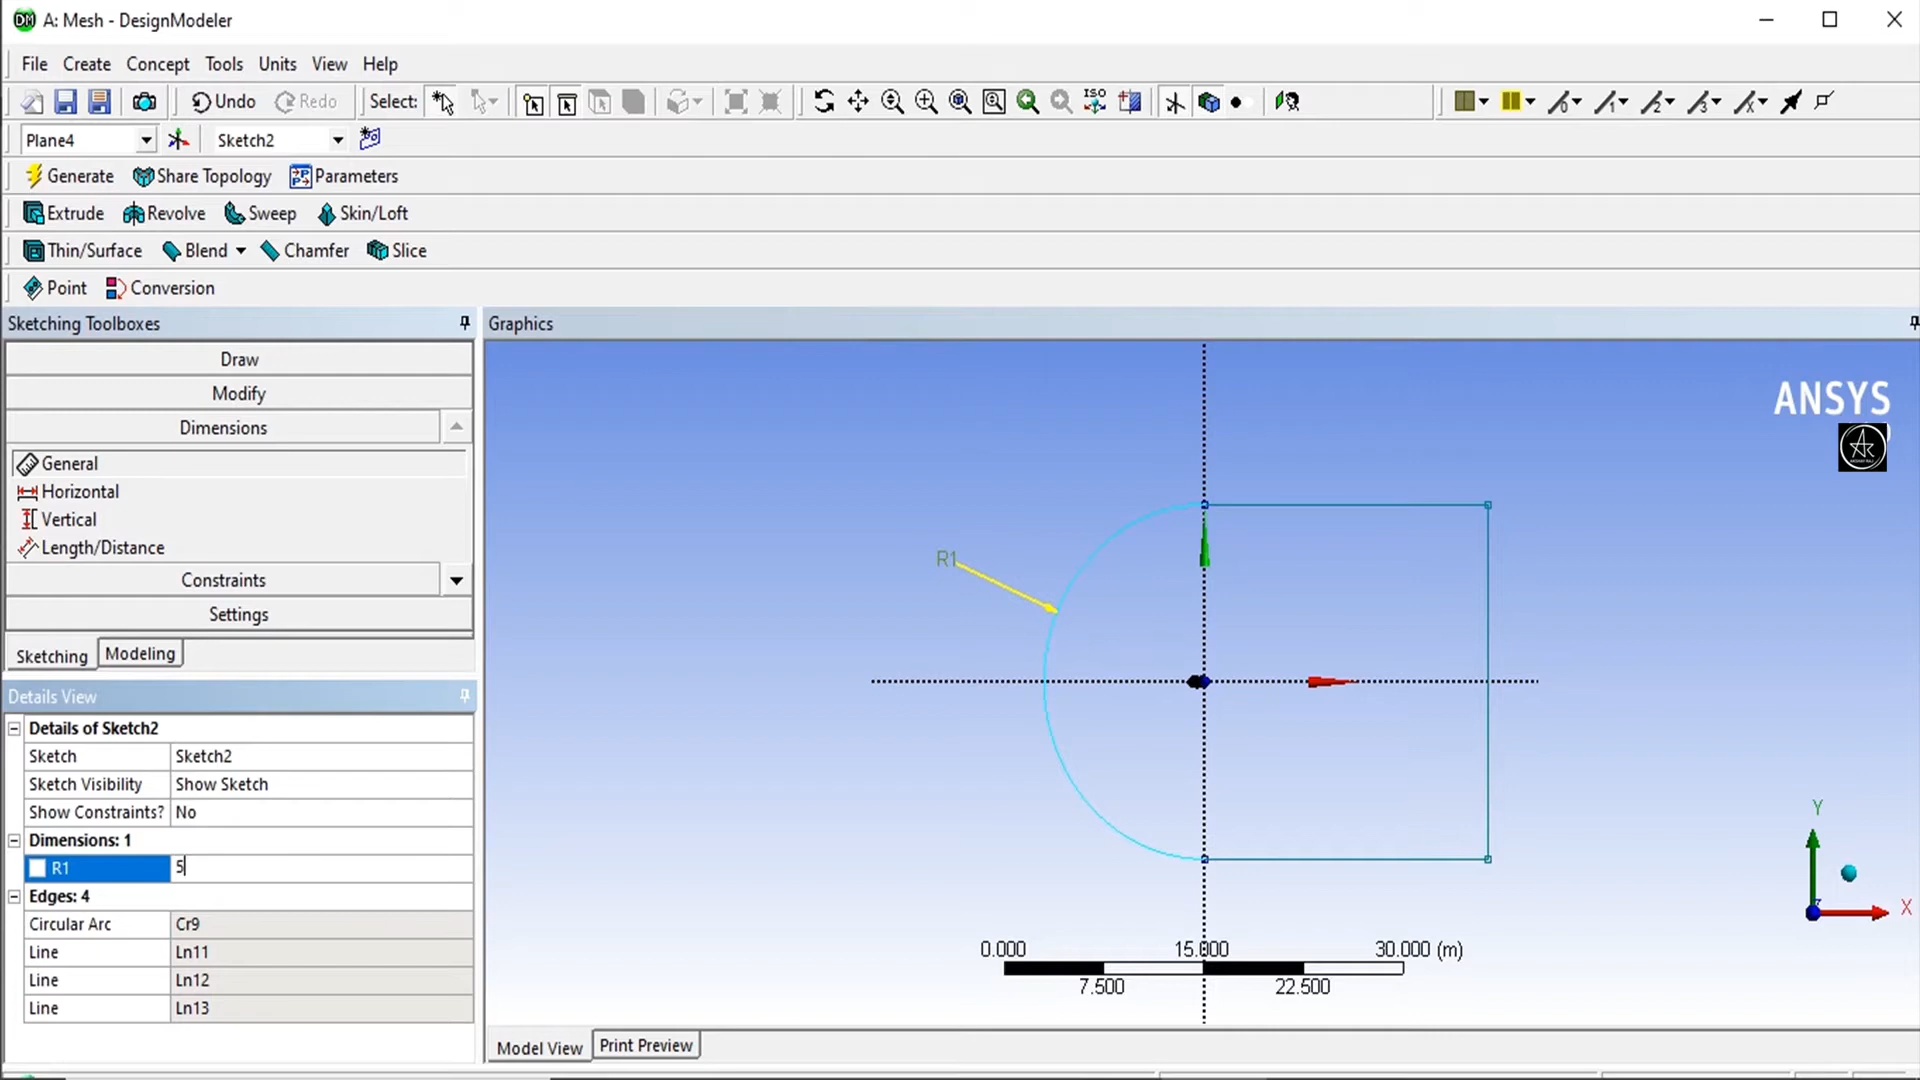 A: Mesh - DesignModeler
File Create Concept Tools Units View Help
Undo Redo Select: ISO
Plane4 Sketch2
Generate Share Topology Parameters
Extrude Revolve Sweep Skin/Loft
Thin/Surface Blend Chamfer Slice
Point Conversion
Sketching Toolboxes
Draw
Modify
Dimensions
General
Horizontal
Vertical
Length/Distance
Constraints
Settings
Sketching Modeling
Details View
Details of Sketch2
Sketch Sketch2
Sketch Visibility Show Sketch
Show Constraints? No
Dimensions: 1
R1 5
Edges: 4
Circular Arc Cr9
Line Ln11
Line Ln12
Line Ln13
Graphics
ANSYS
R1
Y
X
0.000 15.000 30.000 (m)
7.500 22.500
Model View Print Preview